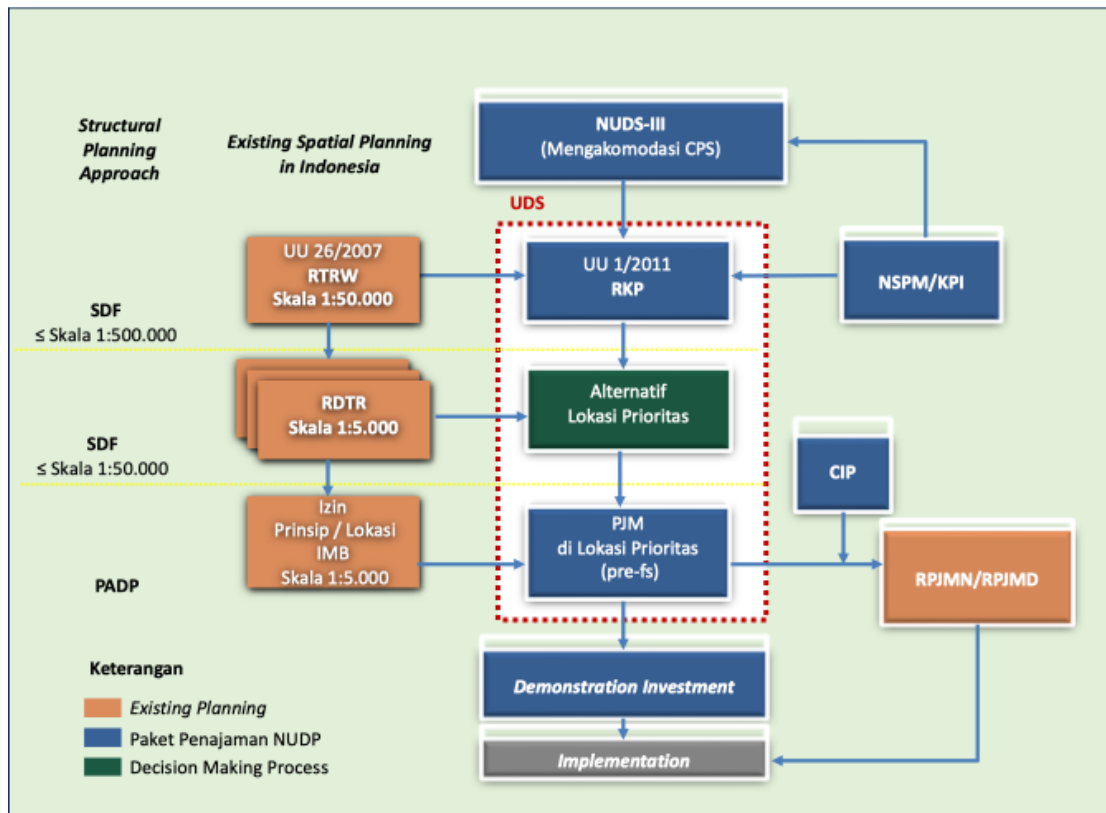 Structural
Planning
Approach
Existing Spatial Planning
in Indonesia
NUDS-III
(Mengakomodasi CPS)
UDS
UU 26/2007
RTRW
Skala 1:50.000
UU 1/2011
RKP
NSPM/KPI
SDF
≤ Skala 1:500.000
RDTR
Skala 1:5.000
Alternatif
Lokasi Prioritas
SDF
≤ Skala 1:50.000
CIP
Izin
Prinsip / Lokasi
IMB
Skala 1:5.000
PJM
di Lokasi Prioritas
(pre-fs)
RPJMN/RPJMD
PADP
Keterangan
Existing Planning
Paket Penajaman NUDP
Decision Making Process
Demonstration Investment
Implementation